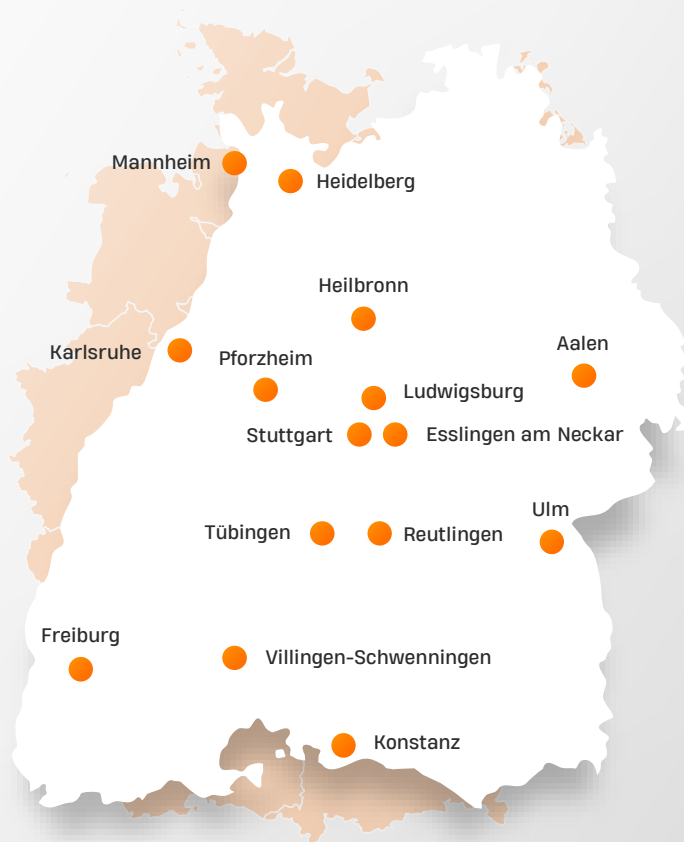 Mannheim
Heidelberg
Heilbronn
Aalen
Karlsruhe
Pforzheim
Ludwigsburg
Stuttgart
Esslingen am Neckar
Ulm
Tübingen
Reutlingen
Freiburg
Villingen-Schwenningen
Konstanz